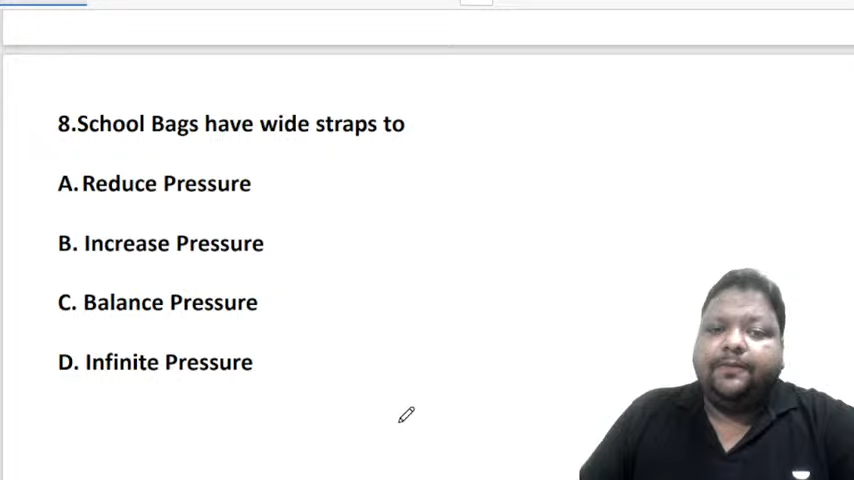 8.School Bags have wide straps to
A. Reduce Pressure
B. Increase Pressure
C. Balance Pressure
D. Infinite Pressure